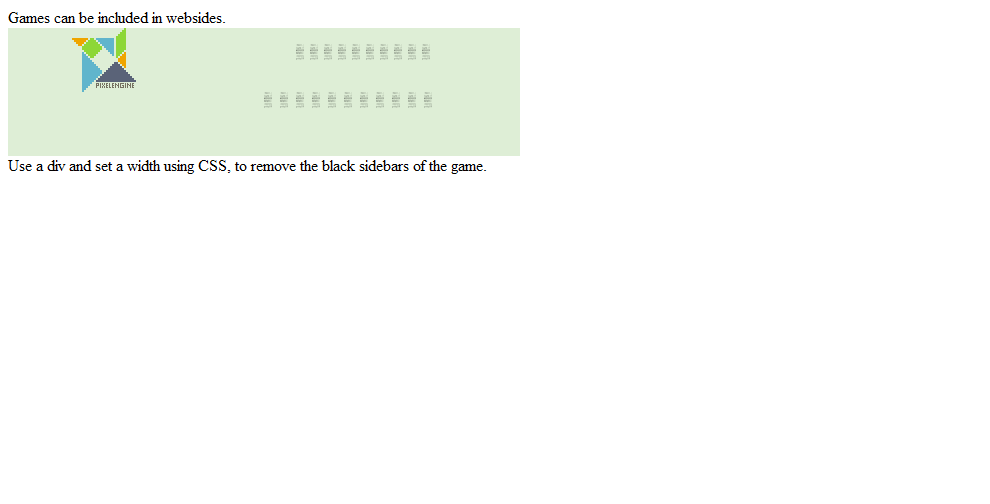 Games can be included in websides.
PIXELENGINE
Use a div and set a width using CSS, to remove the black sidebars of the game.